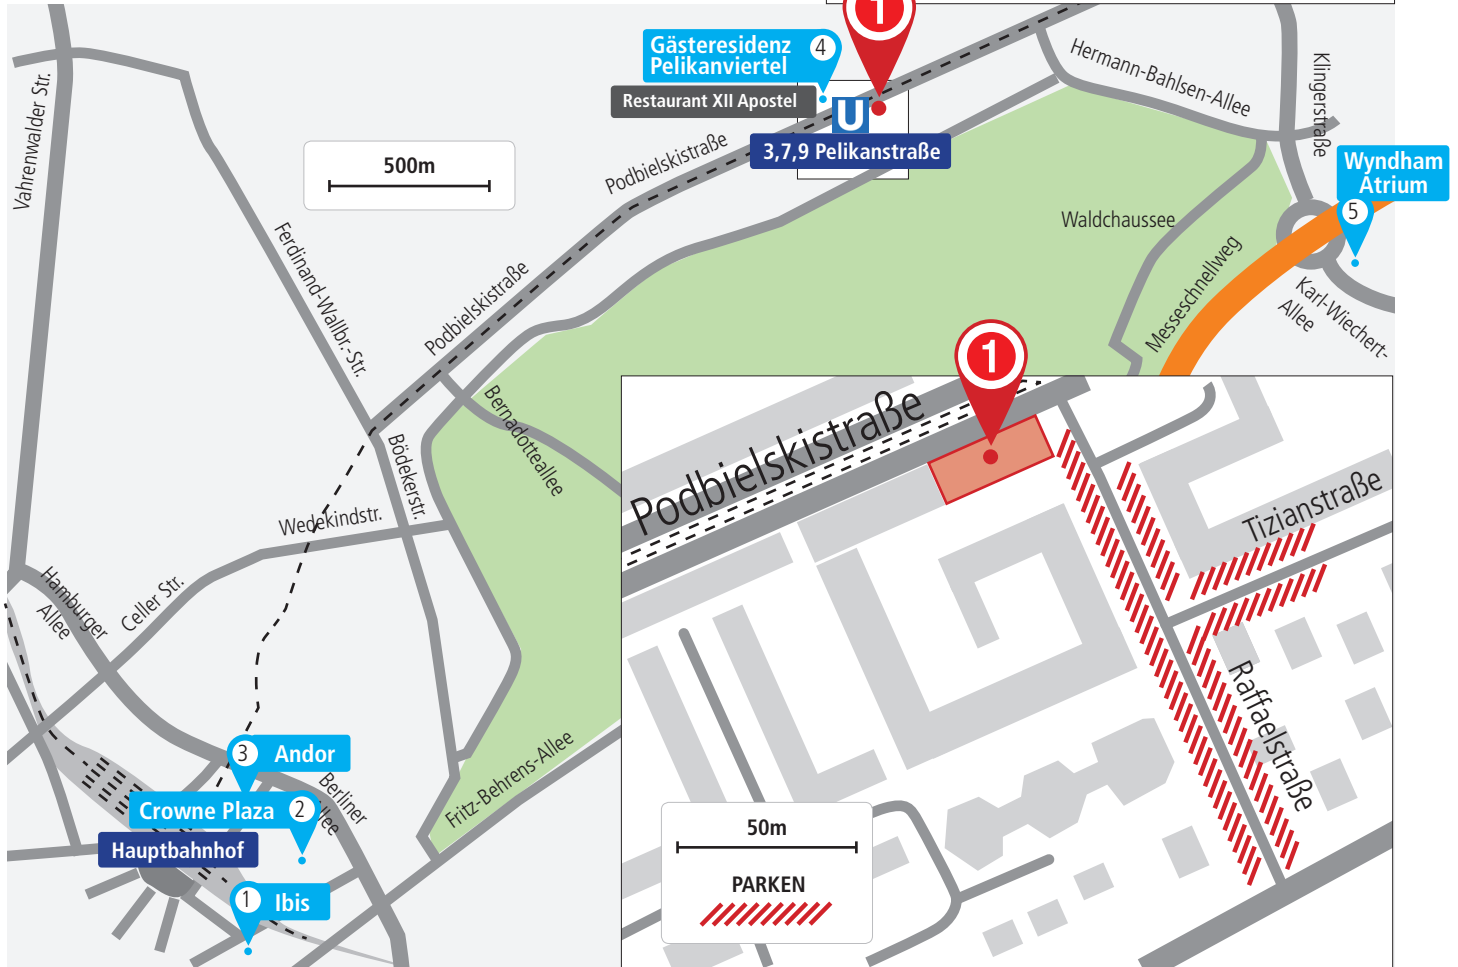 1
Gästeresidenz
Pelikanviertel
4
Restaurant XII Apostel
U
3,7,9 Pelikanstraße
Hermann-Bahlsen-Allee
Klingerstraße
Wyndham
Atrium
5
Vahrenwalder Str.
500m
Podbielskistraße
Waldchaussee
Messeschnellweg
Karl-Wiechert-
Allee
Ferdinand-Wallbr.-Str.
Podbielskistraße
Bernadotteallee
Bödekerstr.
Wedekindstr.
Celler Str.
Hamburger
Allee
Fritz-Behrens-Allee
3 Andor
Berliner
Allee
Crowne Plaza 2
Hauptbahnhof
1 Ibis
1
Podbielskistraße
Tizianstraße
Raffaelstraße
50m
PARKEN